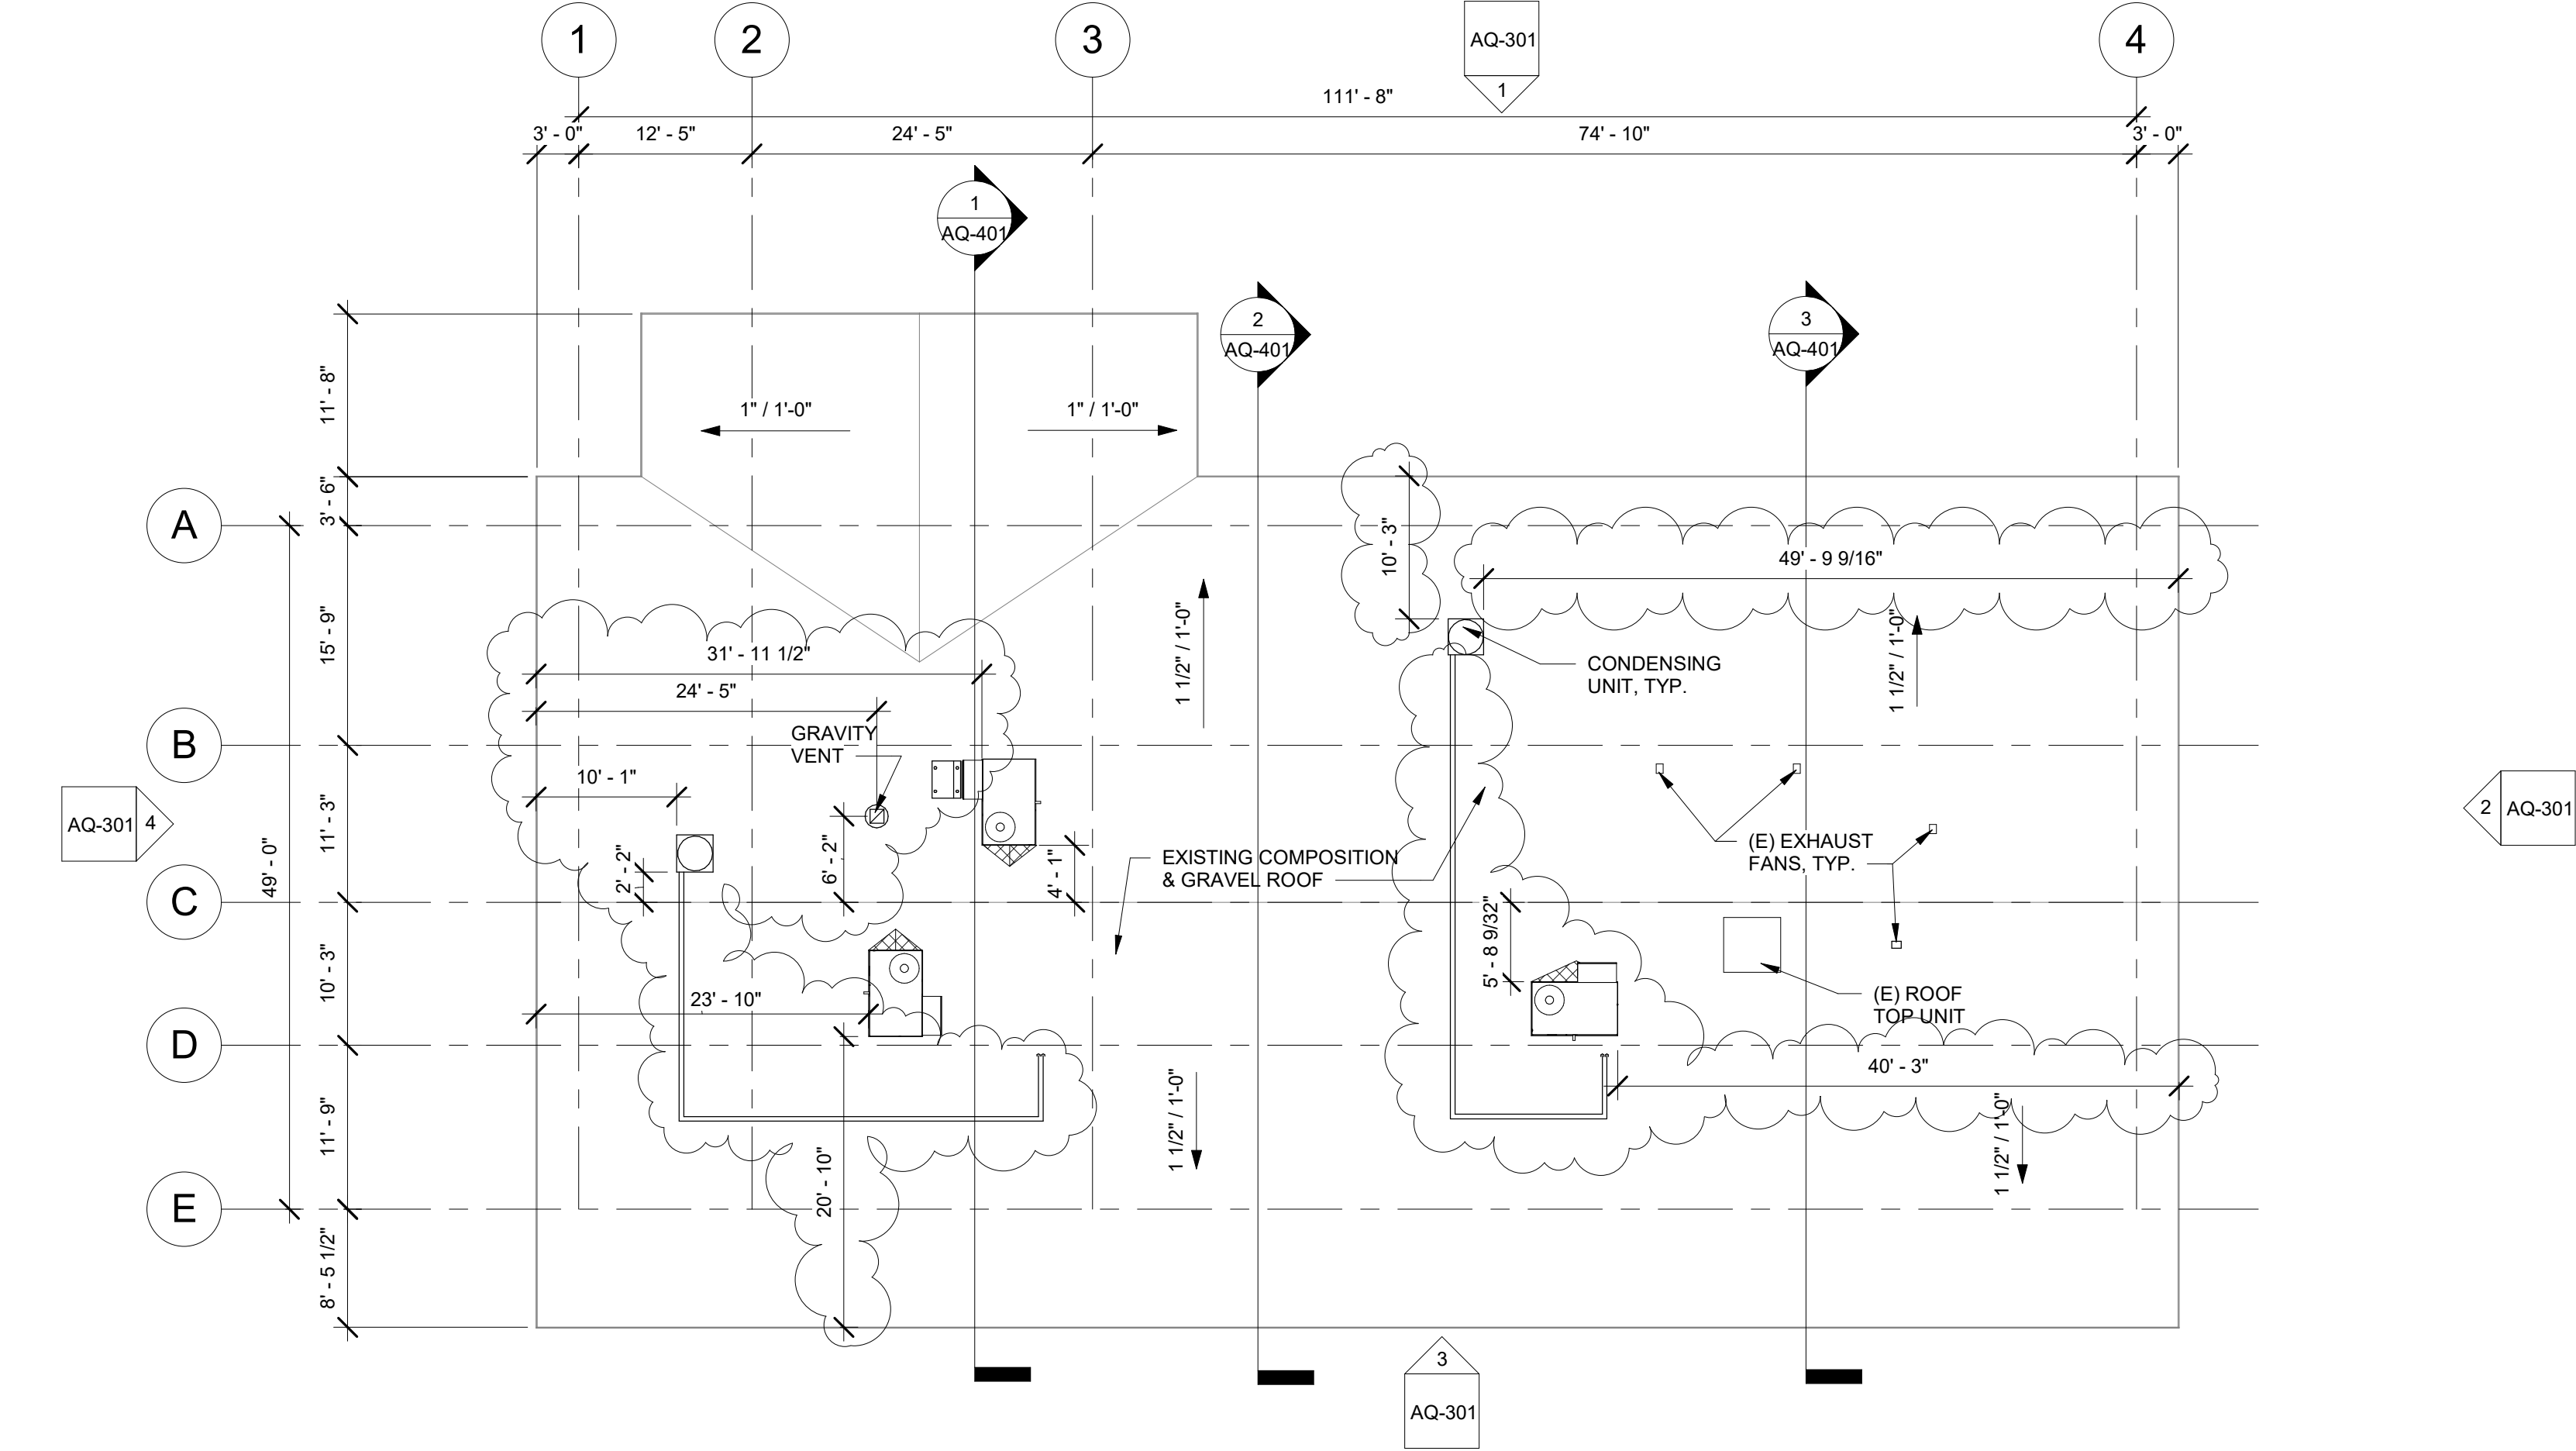 1
2
3
4
AQ-301
1
111' - 8"
3' - 0"
12' - 5"
24' - 5"
74' - 10"
3' - 0"
1
AQ-401
2
AQ-401
3
AQ-401
11' - 8"
1" / 1'-0"
1" / 1'-0"
3' - 6"
A
10' - 3"
49' - 9 9/16"
15' - 9"
31' - 11 1/2"
24' - 5"
1 1/2" / 1'-0"
1 1/2" / 1'-0"
CONDENSING
UNIT, TYP.
GRAVITY
VENT
B
10' - 1"
AQ-301
4
2
AQ-301
11' - 3"
49' - 0"
2' - 2"
6' - 2"
4' - 1"
EXISTING COMPOSITION
& GRAVEL ROOF
(E) EXHAUST
FANS, TYP.
C
5' - 8 9/32"
10' - 3"
23' - 10"
(E) ROOF
TOP UNIT
D
40' - 3"
11' - 9"
1 1/2" / 1'-0"
1 1/2" / 1'-0"
20' - 10"
E
8' - 5 1/2"
3
AQ-301